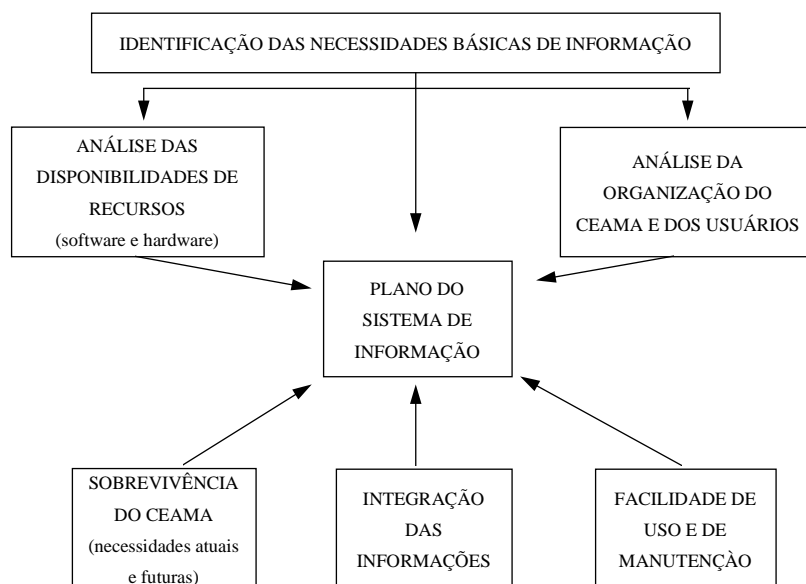 IDENTIFICAÇÃO DAS NECESSIDADES BÁSICAS DE INFORMAÇÃO
ANÁLISE DAS
DISPONIBILIDADES DE
RECURSOS
(software e hardware)
ANÁLISE DA
ORGANIZAÇÃO DO
CEAMA E DOS USUÁRIOS
PLANO DO
SISTEMA DE
INFORMAÇÃO
SOBREVIVÊNCIA
DO CEAMA
(necessidades atuais
e futuras)
INTEGRAÇÃO
DAS
INFORMAÇÕES
FACILIDADE DE
USO E DE
MANUTENÇÀO